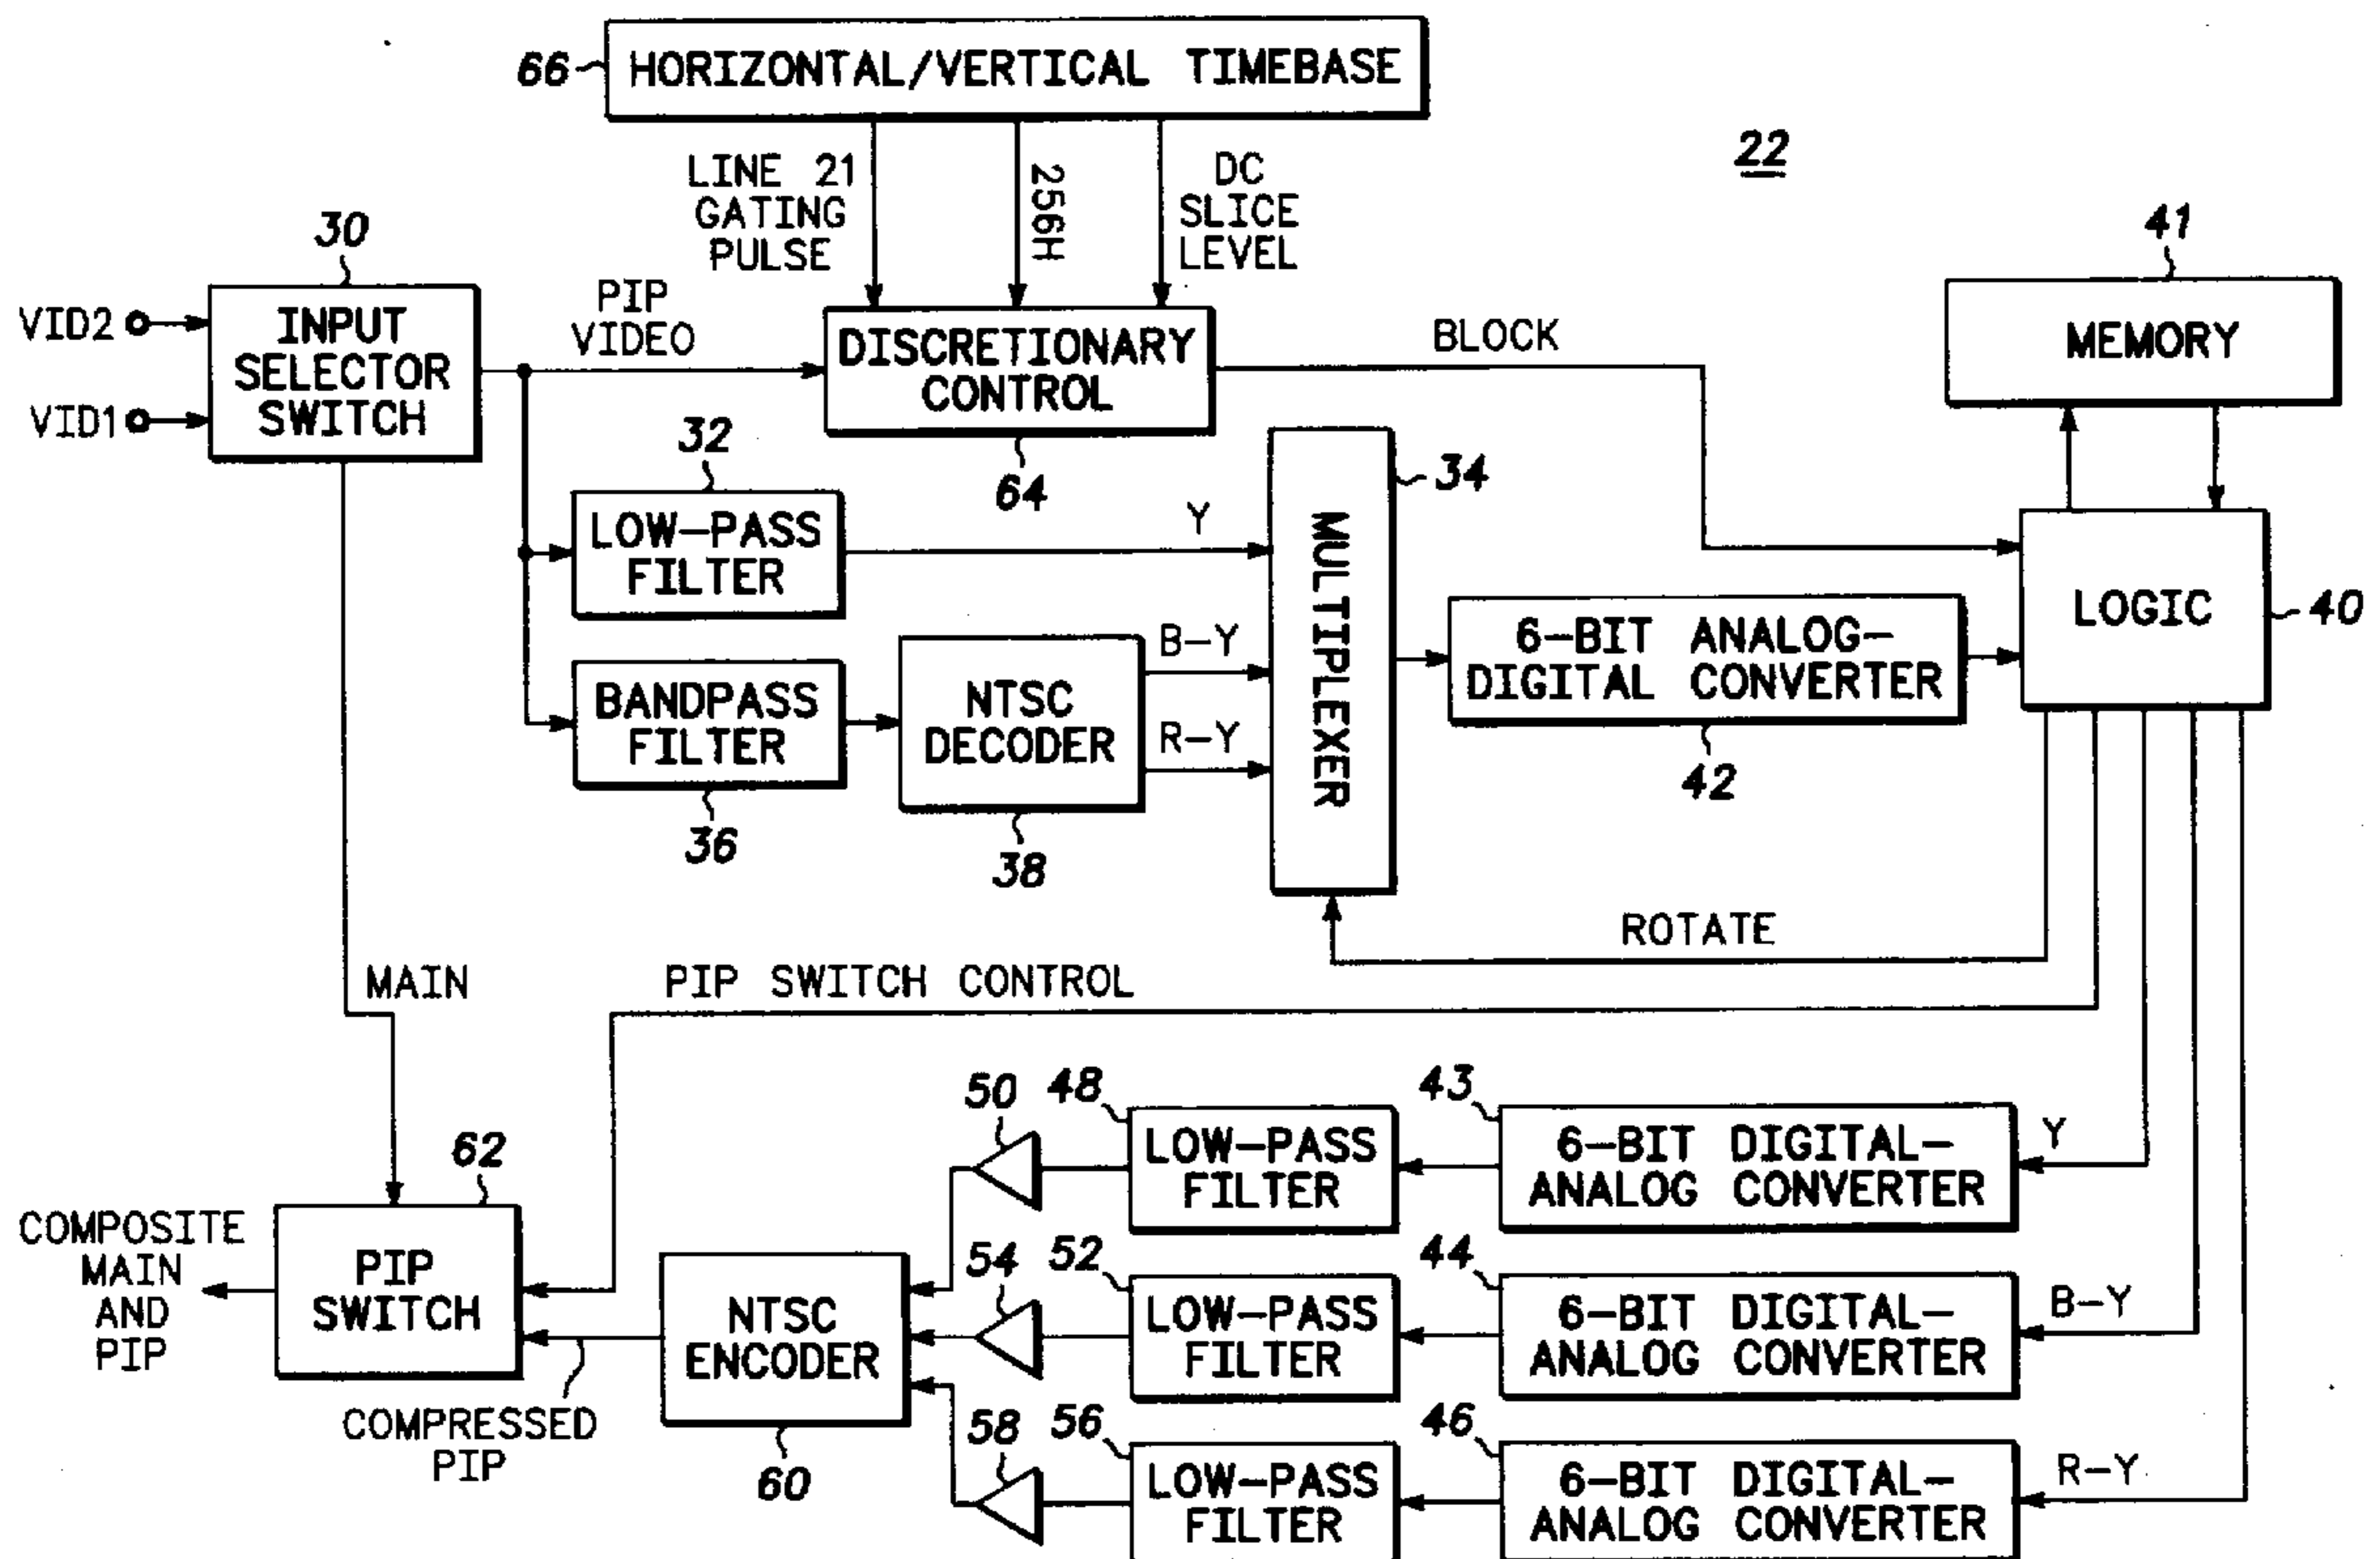 66
HORIZONTAL/VERTICAL TIMEBASE
22
LINE 21
GATING
PULSE
256H
DC
SLICE
LEVEL
41
MEMORY
30
VID2
VID1
INPUT
SELECTOR
SWITCH
PIP
VIDEO
DISCRETIONARY
CONTROL
64
BLOCK
32
LOW-PASS
FILTER
Y
34
MULTIPLEXER
LOGIC
40
6-BIT ANALOG-
DIGITAL CONVERTER
42
BANDPASS
FILTER
36
NTSC
DECODER
38
B-Y
R-Y
ROTATE
MAIN
PIP SWITCH CONTROL
50
48
LOW-PASS
FILTER
43
6-BIT DIGITAL-
ANALOG CONVERTER
Y
62
PIP
SWITCH
COMPOSITE
MAIN
AND
PIP
NTSC
ENCODER
60
COMPRESSED
PIP
54
52
LOW-PASS
FILTER
44
6-BIT DIGITAL-
ANALOG CONVERTER
B-Y
58
56
LOW-PASS
FILTER
46
6-BIT DIGITAL-
ANALOG CONVERTER
R-Y